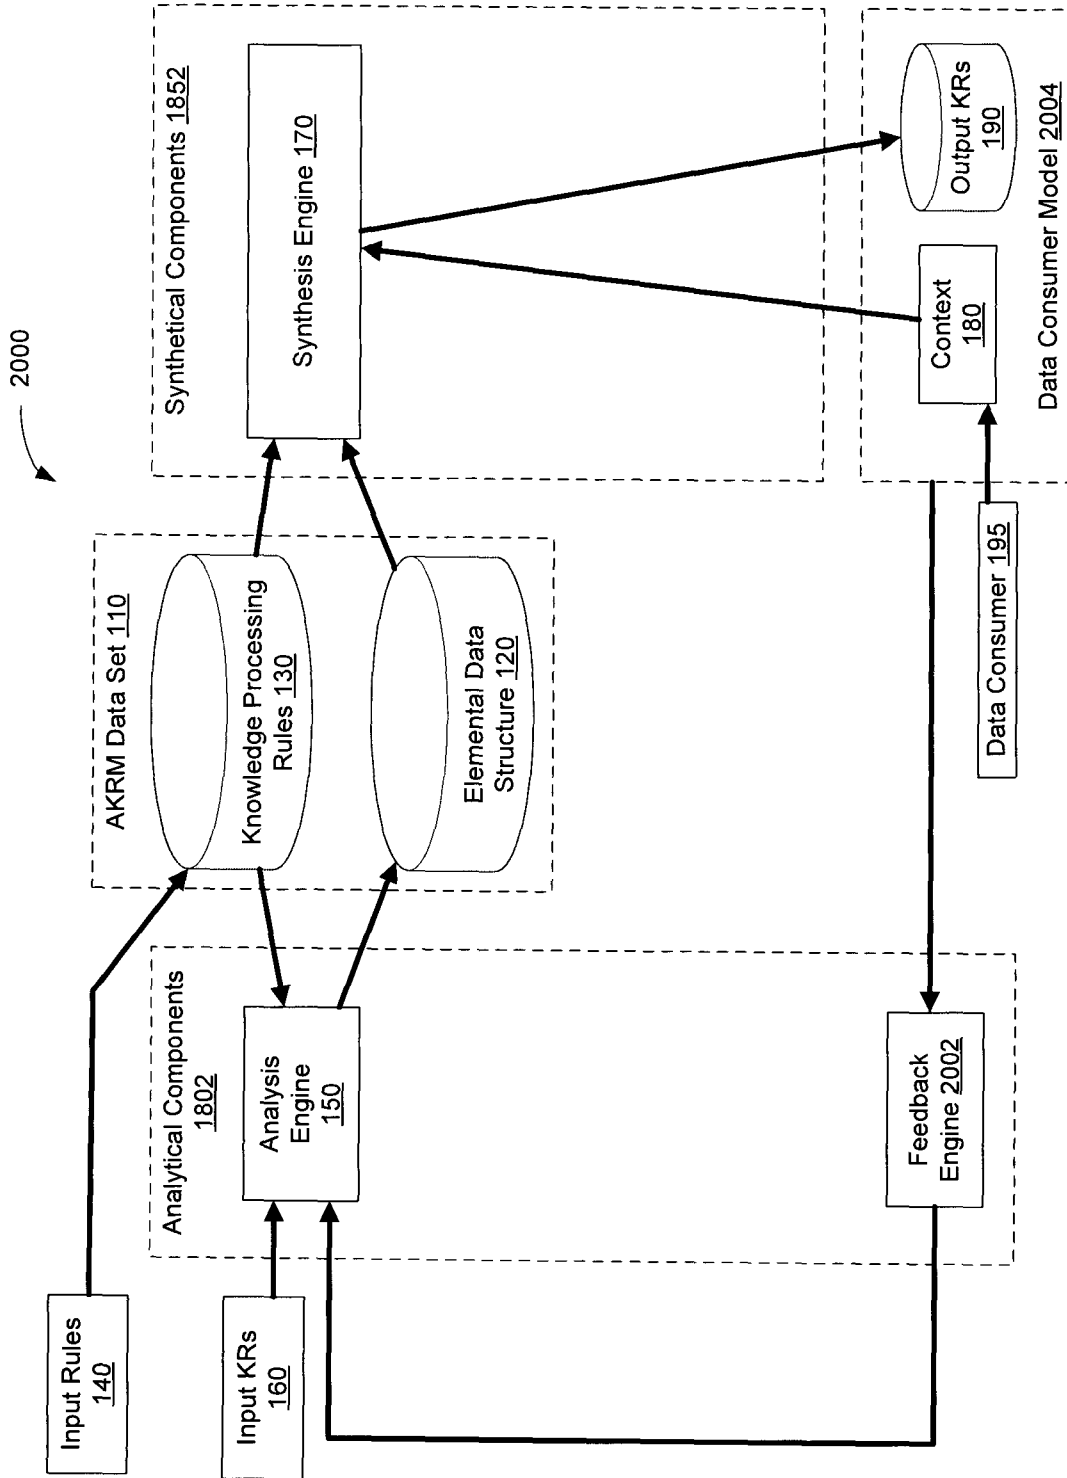 2000
Input Rules
140
Input KRs
160
Analytical Components
1802
Analysis
Engine
150
Feedback
Engine 2002
AKRM Data Set 110
Knowledge Processing
Rules 130
Elemental Data
Structure 120
Synthetical Components 1852
Synthesis Engine 170
Data Consumer 195
Context
180
Output KRs
190
Data Consumer Model 2004